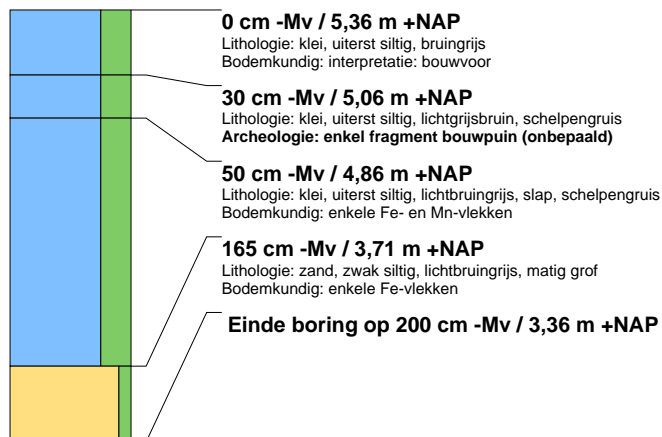 0 cm -Mv / 5,36 m +NAP
Lithologie: klei, uiterst siltig, bruingrijs
Bodemkundig: interpretatie: bouwvoor
30 cm -Mv / 5,06 m +NAP
Lithologie: klei, uiterst siltig, lichtgrijsbruin, schelpengruis
Archeologie: enkel fragment bouwpuin (onbepaald)
50 cm -Mv / 4,86 m +NAP
Lithologie: klei, uiterst siltig, lichtbruingrijs, slap, schelpengruis
Bodemkundig: enkele Fe- en Mn-vlekken
165 cm -Mv / 3,71 m +NAP
Lithologie: zand, zwak siltig, lichtbruingrijs, matig grof
Bodemkundig: enkele Fe-vlekken
Einde boring op 200 cm -Mv / 3,36 m +NAP